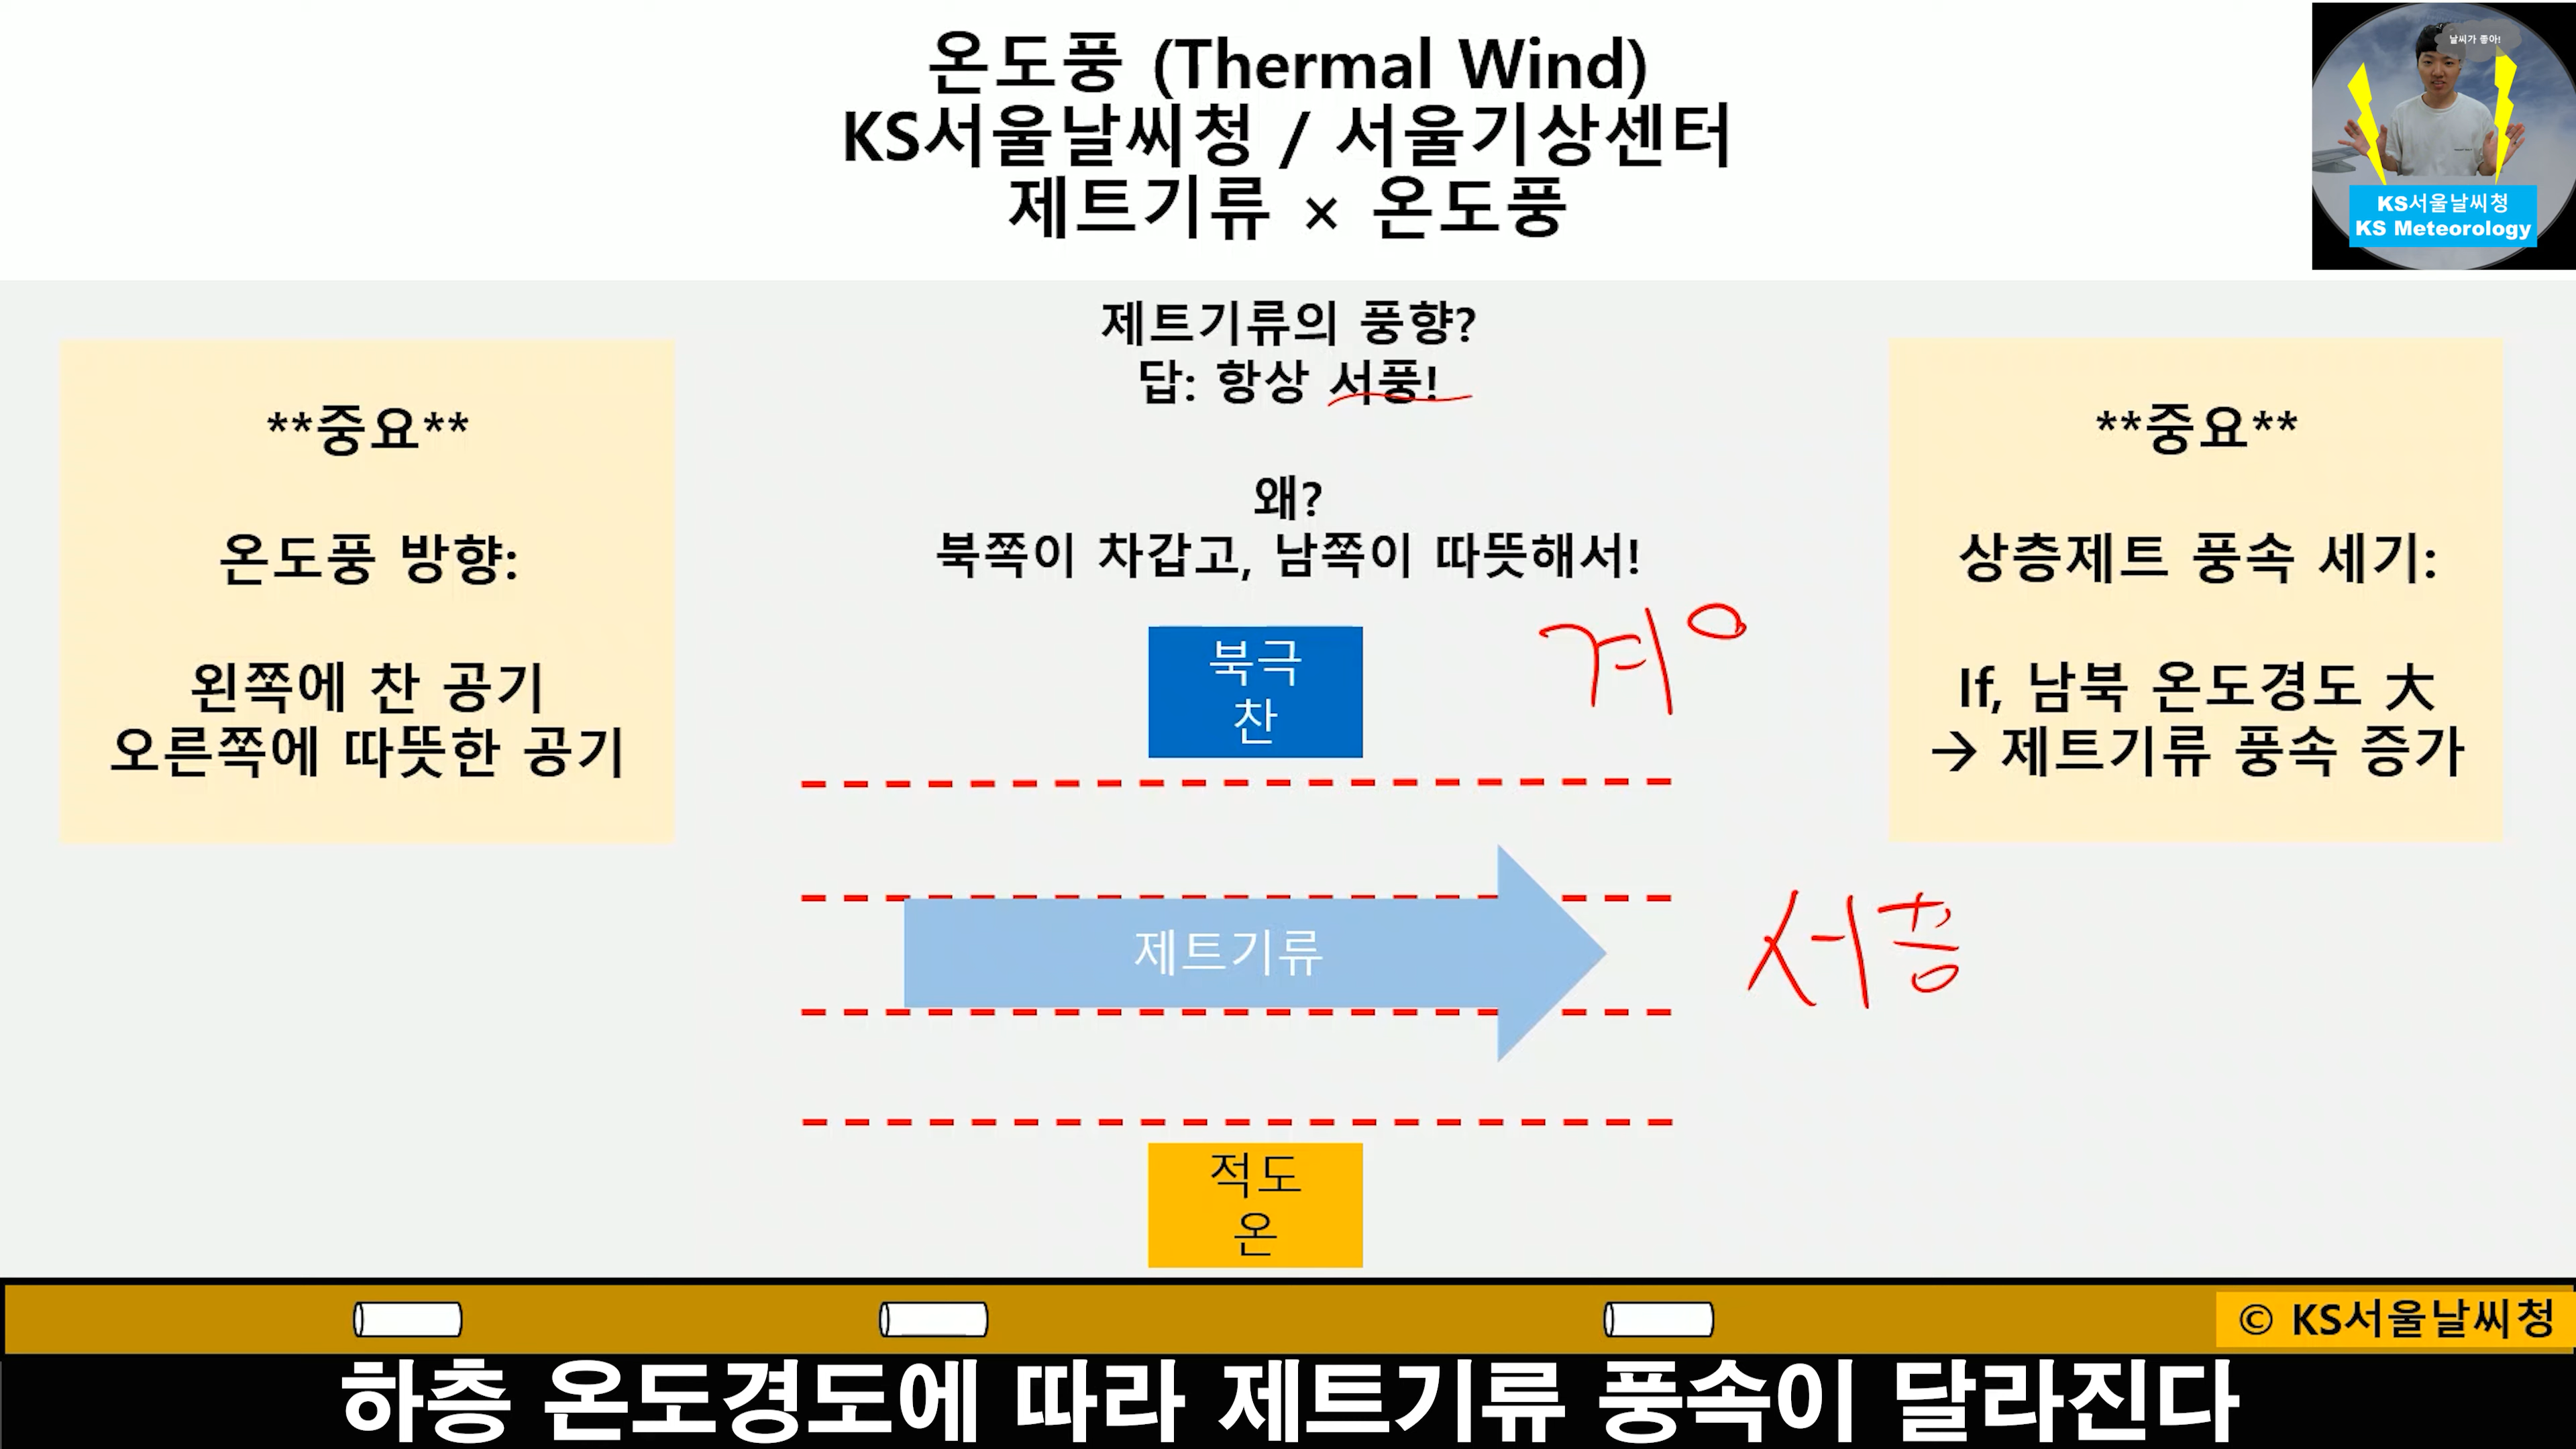 온도풍 (Thermal Wind)
KS서울날씨청 / 서울기상센터
제트기류 × 온도풍
날씨가 좋아!
KS서울날씨청
KS Meteorology
제트기류의 풍향?
답: 항상 서풍!
왜?
북쪽이 차갑고, 남쪽이 따뜻해서!
**중요**
온도풍 방향:
왼쪽에 찬 공기
오른쪽에 따뜻한 공기
**중요**
상층제트 풍속 세기:
If, 남북 온도경도 大
→ 제트기류 풍속 증가
북극
찬
제트기류
서풍
적도
온
© KS서울날씨청
하층 온도경도에 따라 제트기류 풍속이 달라진다